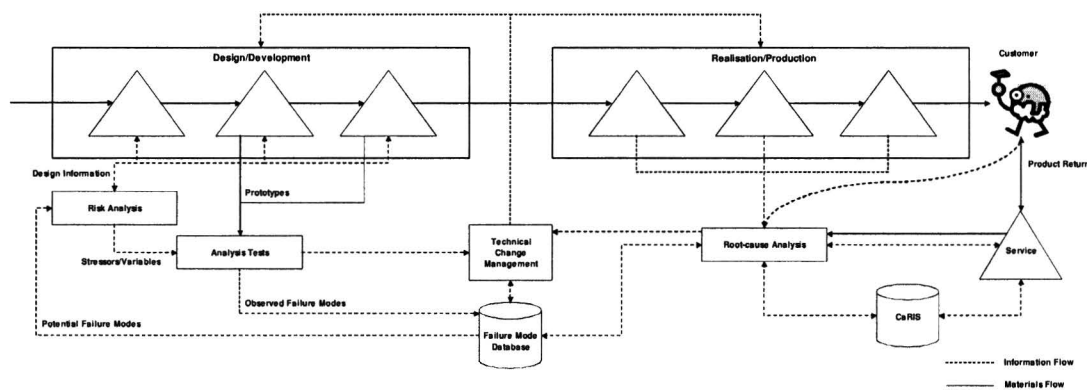 Design/Development
Realisation/Production
Customer
Design Information
Prototypes
Product Return
Risk Analysis
Stressors/Variables
Analysis Tests
Technical
Change
Management
Root-cause Analysis
Service
Observed Failure Modes
Potential Failure Modes
Failure Mode
Database
CaRIS
Information Flow
Materials Flow